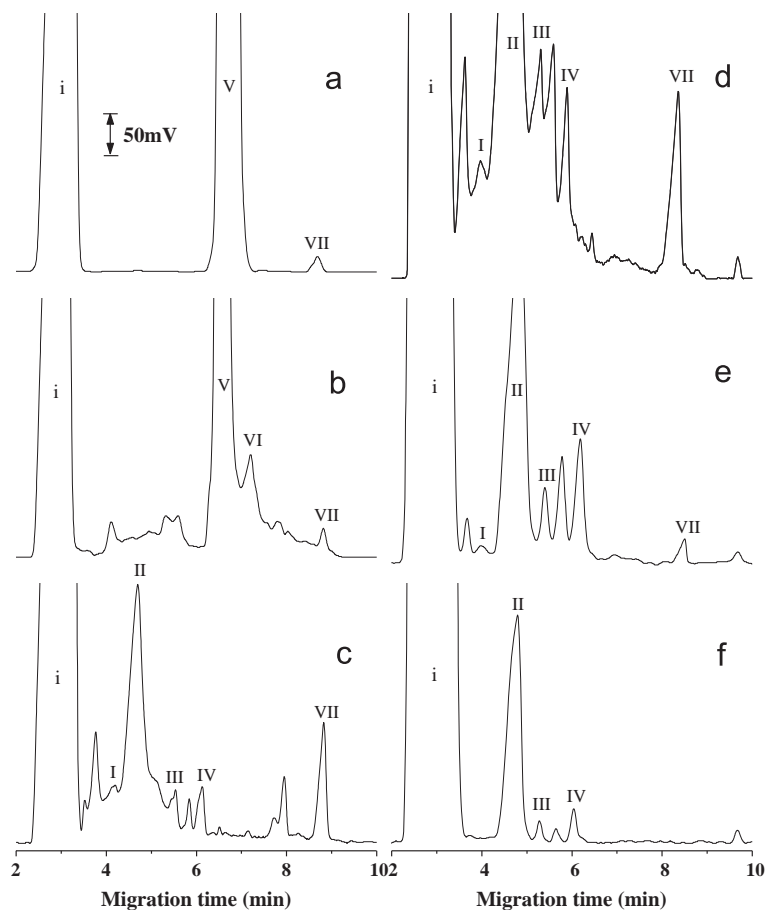 a
i
V
50mV
VII
b
i
V
VI
VII
c
i
I
II
III
IV
VII
2 4 6 8 10
Migration time (min)
d
i
I
II
III
IV
VII
e
i
I
II
III
IV
VII
f
i
II
III
IV
2 4 6 8 10
Migration time (min)